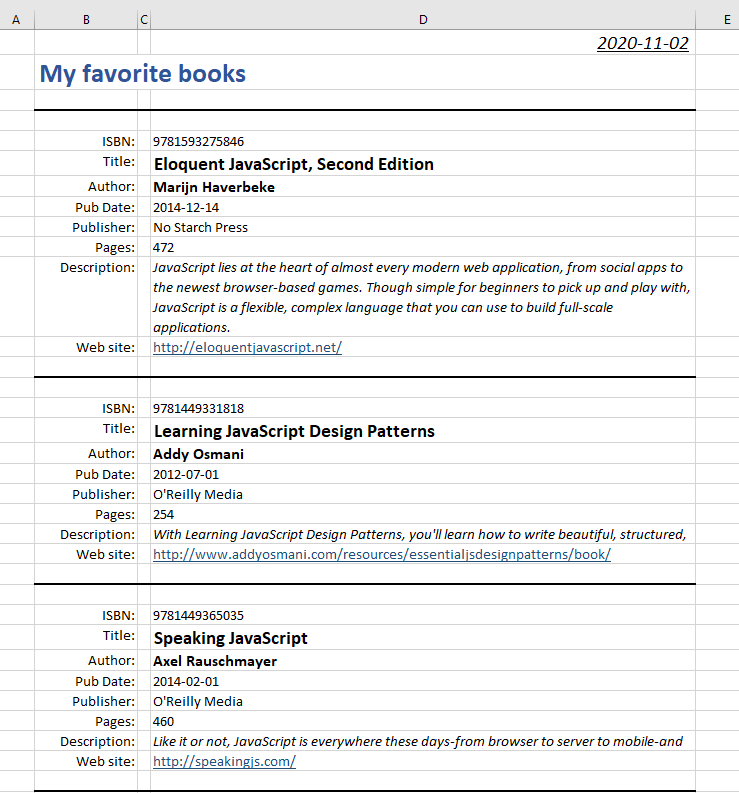 A B C D E
2020-11-02
My favorite books
ISBN: 9781593275846
Title: Eloquent JavaScript, Second Edition
Author: Marijn Haverbeke
Pub Date: 2014-12-14
Publisher: No Starch Press
Pages: 472
Description: JavaScript lies at the heart of almost every modern web application, from social apps to
the newest browser-based games. Though simple for beginners to pick up and play with,
JavaScript is a flexible, complex language that you can use to build full-scale
applications.
Web site: http://eloquentjavascript.net/
ISBN: 9781449331818
Title: Learning JavaScript Design Patterns
Author: Addy Osmani
Pub Date: 2012-07-01
Publisher: O'Reilly Media
Pages: 254
Description: With Learning JavaScript Design Patterns, you'll learn how to write beautiful, structured,
Web site: http://www.addyosmani.com/resources/essentialjsdesignpatterns/book/
ISBN: 9781449365035
Title: Speaking JavaScript
Author: Axel Rauschmayer
Pub Date: 2014-02-01
Publisher: O'Reilly Media
Pages: 460
Description: Like it or not, JavaScript is everywhere these days-from browser to server to mobile-and
Web site: http://speakingjs.com/